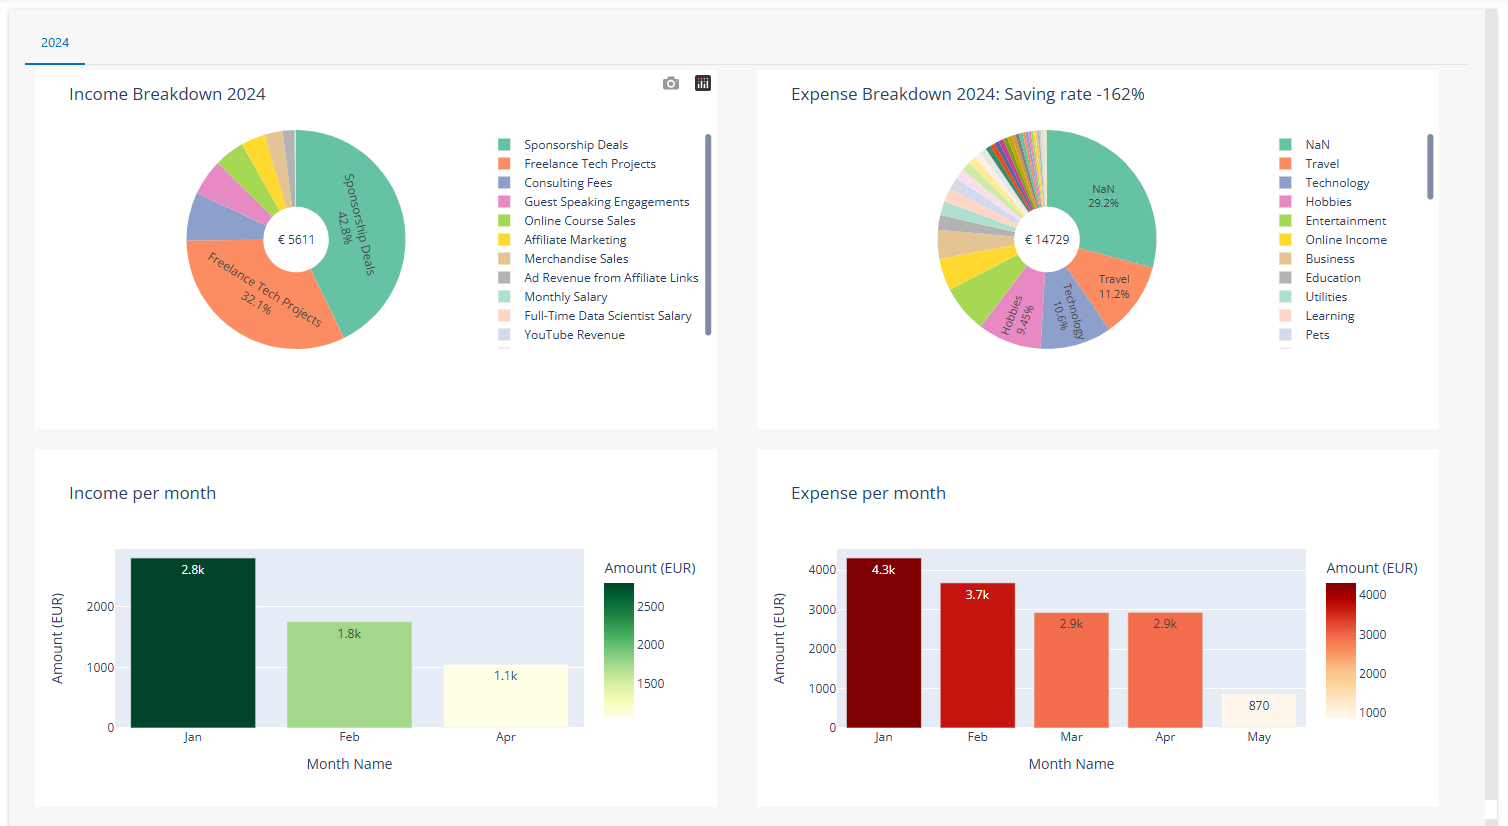 2024
Income Breakdown 2024
Sponsorship Deals
42.8%
Freelance Tech Projects
32.1%
€ 5611
Sponsorship Deals
Freelance Tech Projects
Consulting Fees
Guest Speaking Engagements
Online Course Sales
Affiliate Marketing
Merchandise Sales
Ad Revenue from Affiliate Links
Monthly Salary
Full-Time Data Scientist Salary
YouTube Revenue
Expense Breakdown 2024: Saving rate -162%
NaN
29.2%
Travel
11.2%
Technology
10.6%
Hobbies
9.45%
€ 14729
NaN
Travel
Technology
Hobbies
Entertainment
Online Income
Business
Education
Utilities
Learning
Pets
Income per month
Amount (EUR)
2000
1000
0
2.8k
1.8k
1.1k
Jan
Feb
Apr
Month Name
Amount (EUR)
2500
2000
1500
Expense per month
Amount (EUR)
4000
3000
2000
1000
0
4.3k
3.7k
2.9k
2.9k
870
Jan
Feb
Mar
Apr
May
Month Name
Amount (EUR)
4000
3000
2000
1000